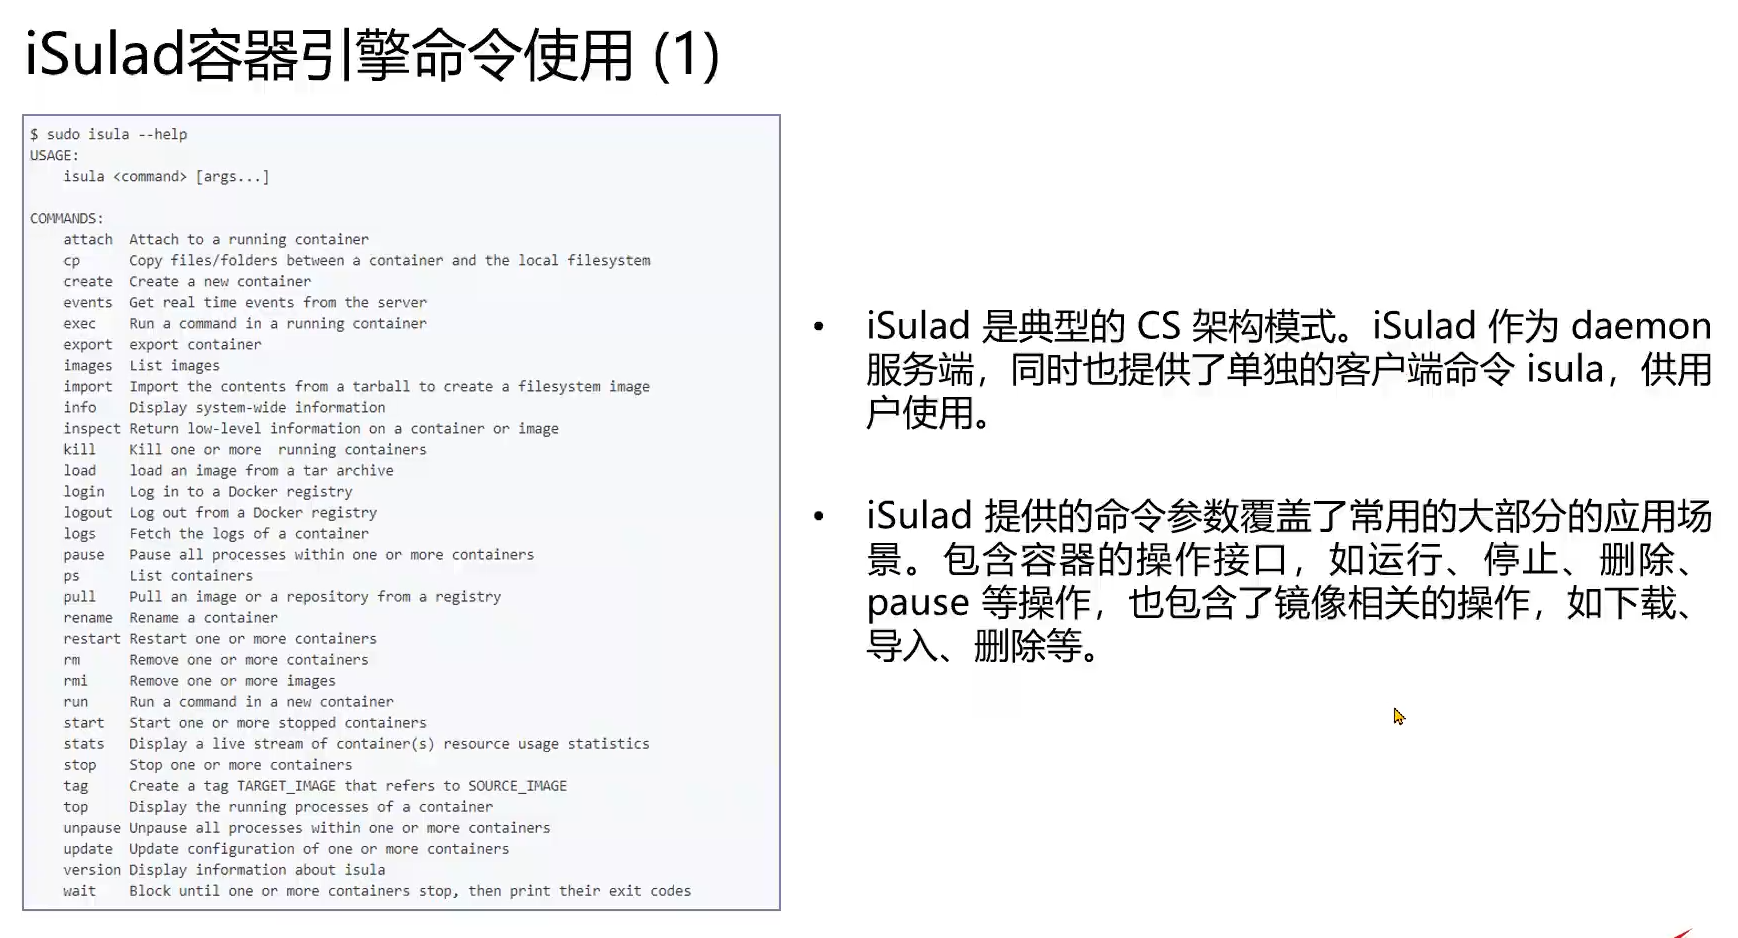 iSulad容器引擎命令使用 (1)
$ sudo isula --help
USAGE:
isula <command> [args...]
COMMANDS:
attach Attach to a running container
cp Copy files/folders between a container and the local filesystem
create Create a new container
events Get real time events from the server
exec Run a command in a running container
export export container
images List images
import Import the contents from a tarball to create a filesystem image
info Display system-wide information
inspect Return low-level information on a container or image
kill Kill one or more  running containers
load load an image from a tar archive
login Log in to a Docker registry
logout Log out from a Docker registry
logs Fetch the logs of a container
pause Pause all processes within one or more containers
ps List containers
pull Pull an image or a repository from a registry
rename Rename a container
restart Restart one or more containers
rm Remove one or more containers
rmi Remove one or more images
run Run a command in a new container
start Start one or more stopped containers
stats Display a live stream of container(s) resource usage statistics
stop Stop one or more containers
tag Create a tag TARGET_IMAGE that refers to SOURCE_IMAGE
top Display the running processes of a container
unpause Unpause all processes within one or more containers
update Update configuration of one or more containers
version Display information about isula
wait Block until one or more containers stop, then print their exit codes
• iSulad 是典型的 CS 架构模式。iSulad 作为 daemon
服务端，同时也提供了单独的客户端命令 isula，供用
户使用。
• iSulad 提供的命令参数覆盖了常用的大部分的应用场
景。包含容器的操作接口，如运行、停止、删除、
pause 等操作，也包含了镜像相关的操作，如下载、
导入、删除等。